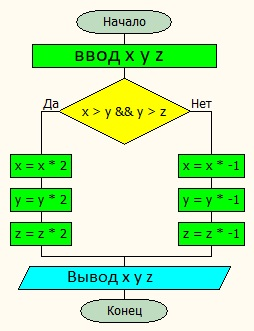 Начало
ввод x y z
Да
Нет
x > y && y > z
x = x * 2
x = x * -1
y = y * 2
y = y * -1
z = z * 2
z = z * -1
Вывод x y z
Конец